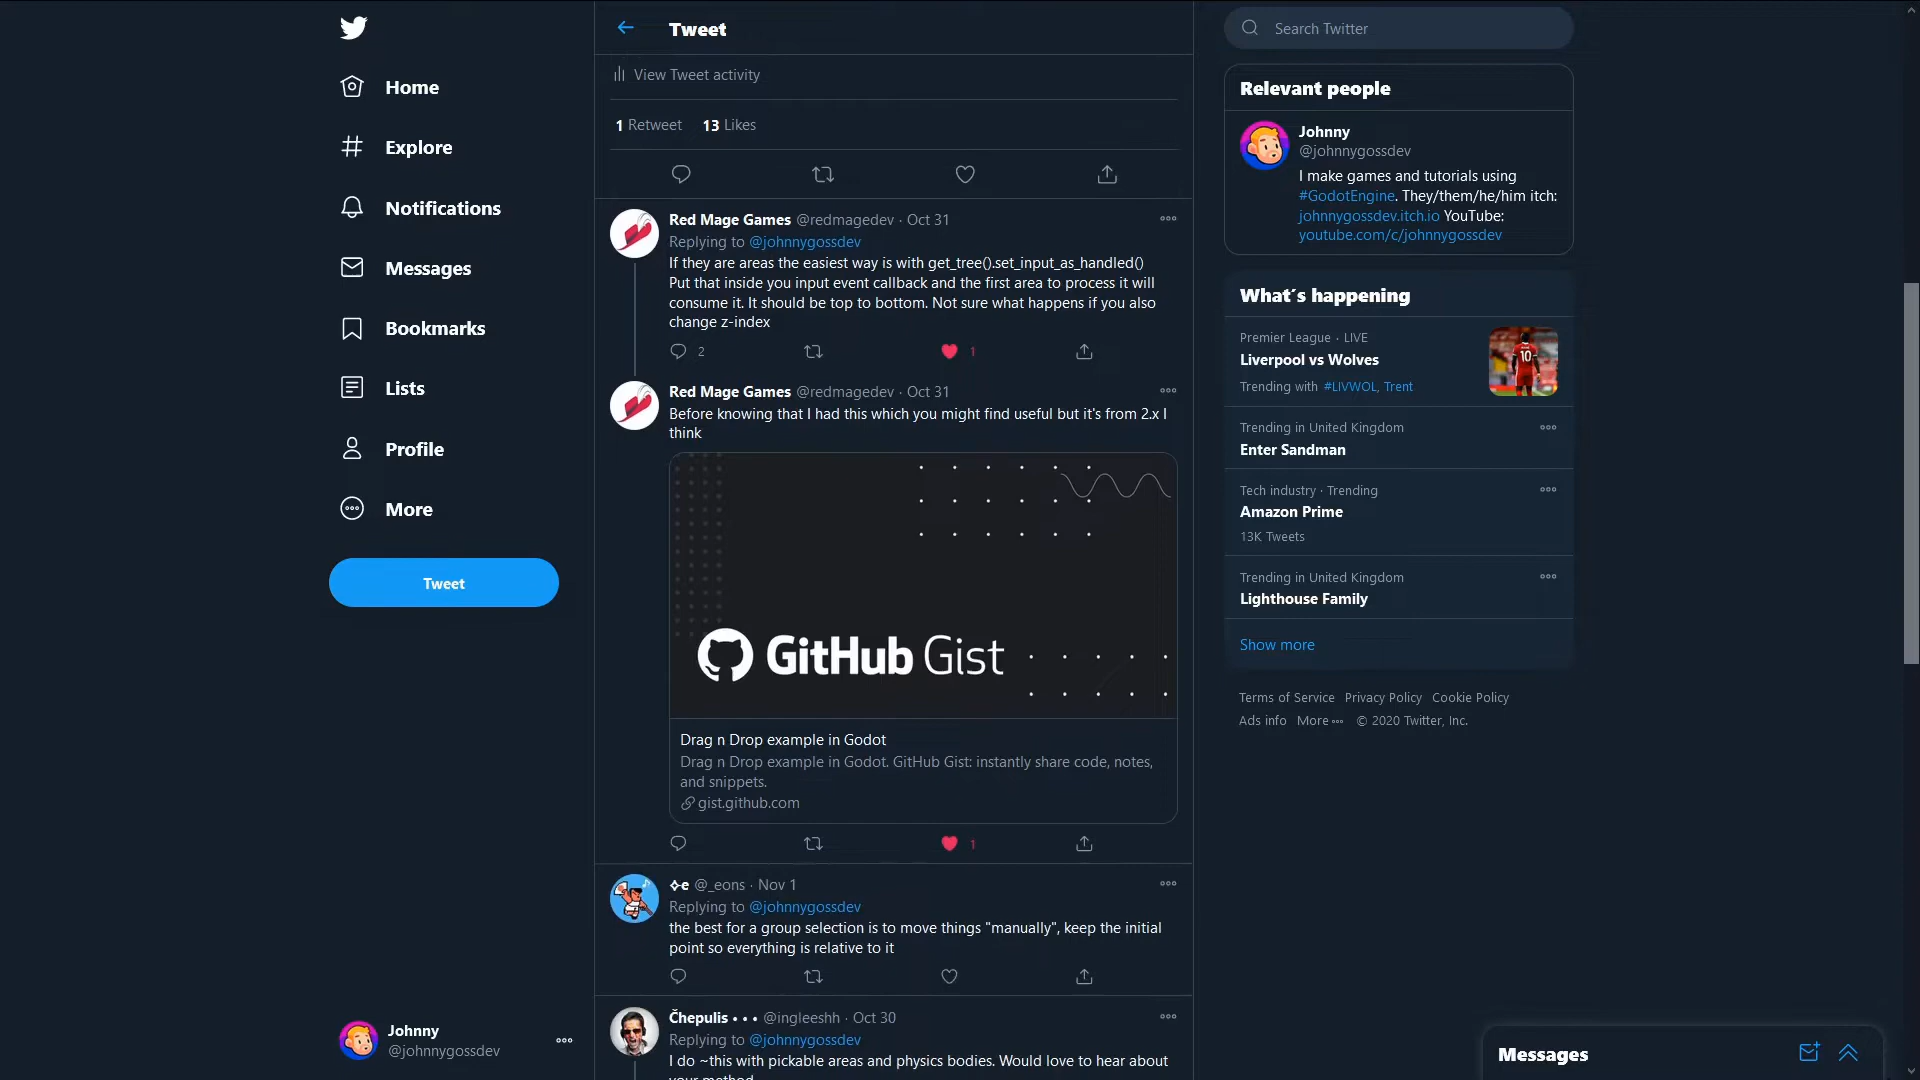 Home
Explore
Notifications
Messages
Bookmarks
Lists
Profile
More
Tweet
Johnny
@johnnygossdev
Tweet
View Tweet activity
1 Retweet 13 Likes
Red Mage Games @redmagedev · Oct 31
Replying to @johnnygossdev
If they are areas the easiest way is with get_tree().set_input_as_handled()
Put that inside you input event callback and the first area to process it will
consume it. It should be top to bottom. Not sure what happens if you also
change z-index
2 1
Red Mage Games @redmagedev · Oct 31
Before knowing that I had this which you might find useful but it's from 2.x I
think
GitHub Gist
Drag n Drop example in Godot
Drag n Drop example in Godot. GitHub Gist: instantly share code, notes,
and snippets.
gist.github.com
1
✧e @_eons · Nov 1
Replying to @johnnygossdev
the best for a group selection is to move things "manually", keep the initial
point so everything is relative to it
Čhepulis • • • @ingleeshh · Oct 30
Replying to @johnnygossdev
I do ~this with pickable areas and physics bodies. Would love to hear about
your method
Search Twitter
Relevant people
Johnny
@johnnygossdev
I make games and tutorials using
#GodotEngine. They/them/he/him itch:
johnnygossdev.itch.io YouTube:
youtube.com/c/johnnygossdev
What´s happening
Premier League · LIVE
Liverpool vs Wolves
Trending with #LIVWOL, Trent
10
Trending in United Kingdom
Enter Sandman
Tech industry · Trending
Amazon Prime
13K Tweets
Trending in United Kingdom
Lighthouse Family
Show more
Terms of Service Privacy Policy Cookie Policy
Ads info More © 2020 Twitter, Inc.
Messages